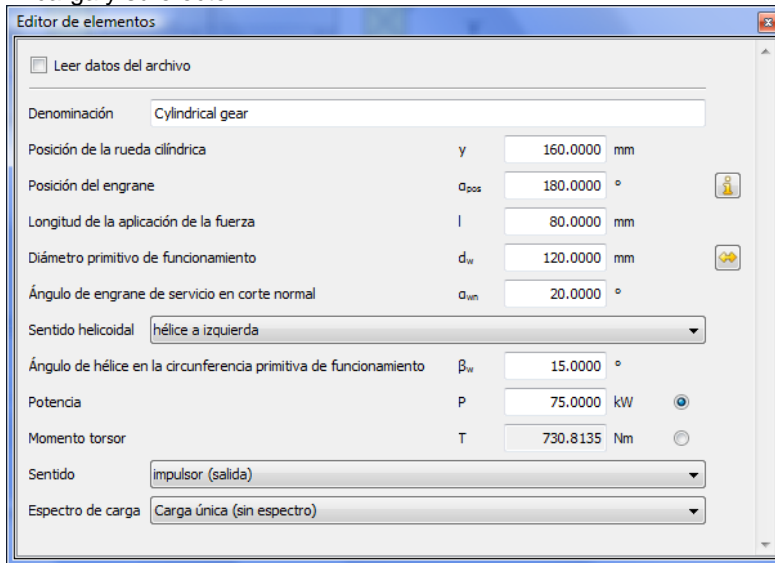 Editor de elementos
Leer datos del archivo
Denominación Cylindrical gear
Posición de la rueda cilíndrica y 160.0000 mm
Posición del engrane αpos 180.0000 °
Longitud de la aplicación de la fuerza l 80.0000 mm
Diámetro primitivo de funcionamiento dw 120.0000 mm
Ángulo de engrane de servicio en corte normal αwn 20.0000 °
Sentido helicoidal hélice a izquierda
Ángulo de hélice en la circunferencia primitiva de funcionamiento βw 15.0000 °
Potencia P 75.0000 kW
Momento torsor T 730.8135 Nm
Sentido impulsor (salida)
Espectro de carga Carga única (sin espectro)